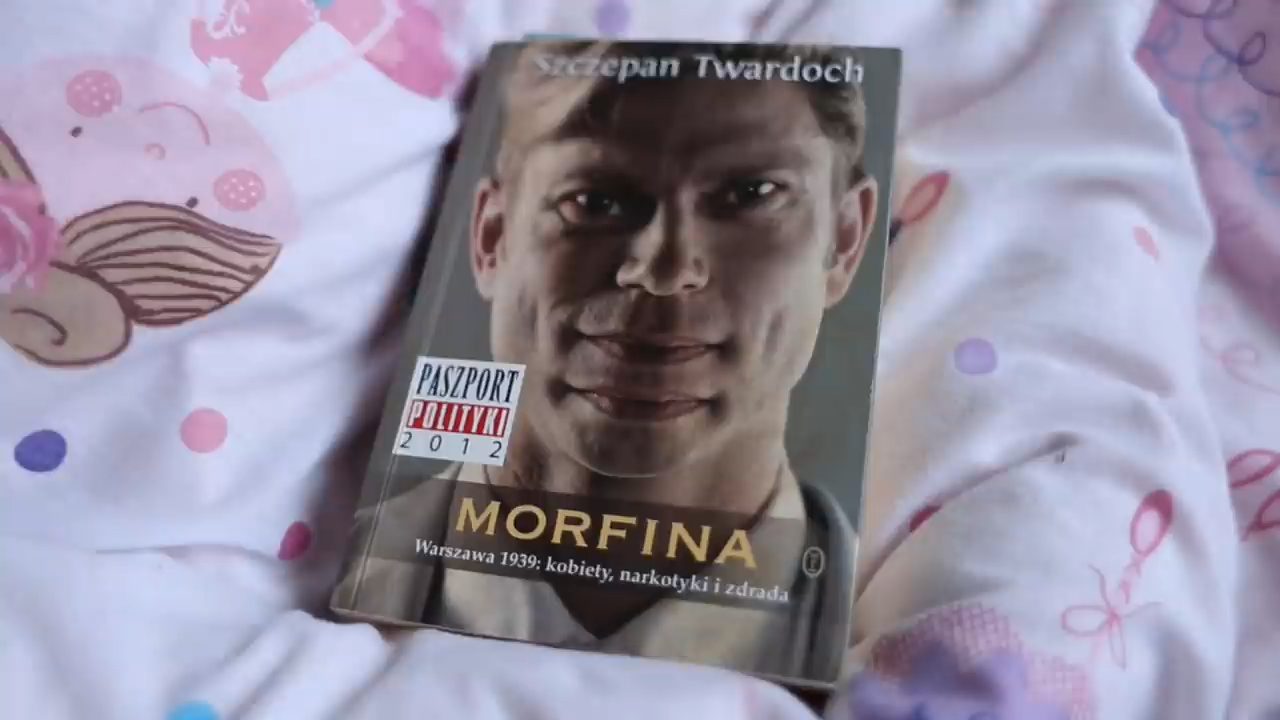 Szczepan Twardoch
PASZPORT
POLITYKI
2012
MORFINA
Warszawa 1939: kobiety, narkotyki i zdrada